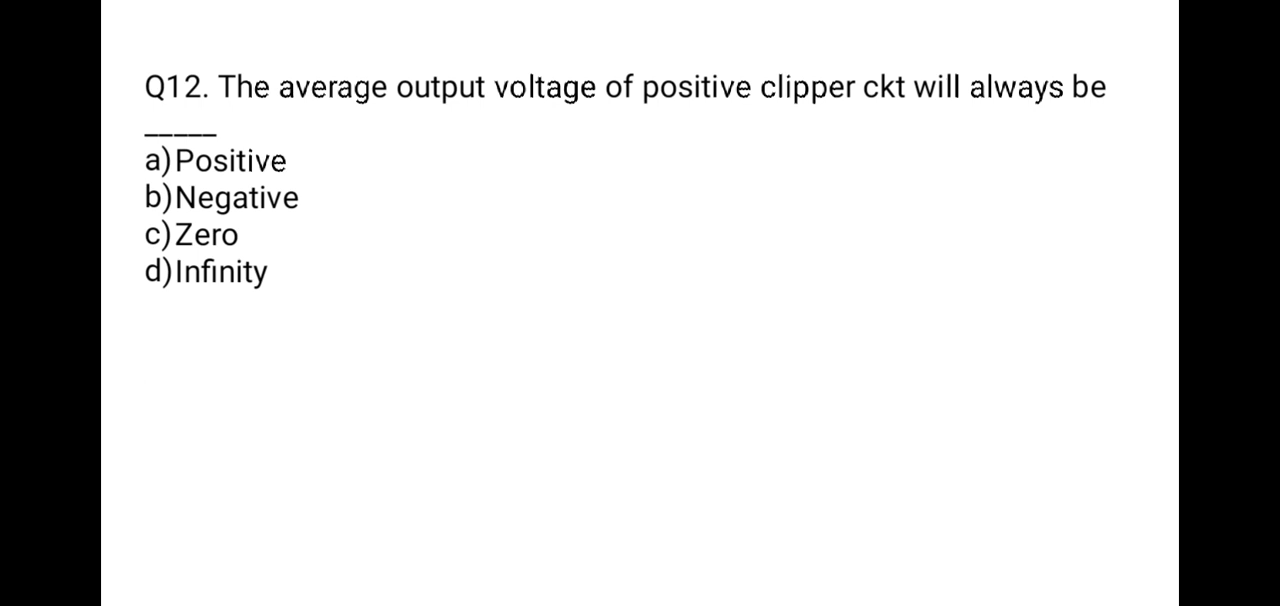 Q12. The average output voltage of positive clipper ckt will always be
_____
a)Positive
b)Negative
c)Zero
d)Infinity